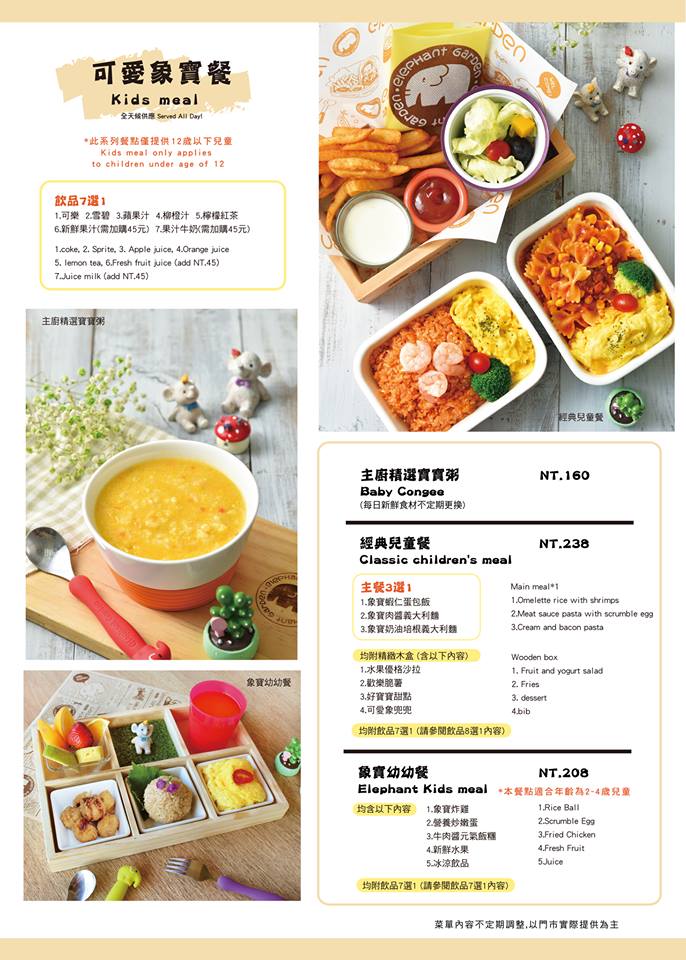 可愛象寶餐
Kids meal
全天候供應 Served All Day!
*此系列餐點僅提供12歲以下兒童
Kids meal only applies
to children under age of 12
飲品7選1
1.可樂 2.雪碧 3.蘋果汁 4.柳橙汁 5.檸檬紅茶
6.新鮮果汁(需加購45元) 7.果汁牛奶(需加購45元)
1.coke, 2. Sprite, 3. Apple juice, 4.Orange juice
5. lemon tea, 6.Fresh fruit juice (add NT.45)
7.Juice milk (add NT.45)
主廚精選寶寶粥
象寶幼幼餐
經典兒童餐
主廚精選寶寶粥 NT.160
Baby Congee
(每日新鮮食材不定期更換)
經典兒童餐 NT.238
Classic children's meal
主餐3選1
1.象寶蝦仁蛋包飯
2.象寶肉醬義大利麵
3.象寶奶油培根義大利麵
Main meal*1
1.Omelette rice with shrimps
2.Meat sauce pasta with scrumble egg
3.Cream and bacon pasta
均附精緻木盒 (含以下內容)
1.水果優格沙拉
2.歡樂脆薯
3.好寶寶甜點
4.可愛象兜兜
Wooden box
1. Fruit and yogurt salad
2. Fries
3. dessert
4.bib
均附飲品7選1 (請參閱飲品8選1內容)
象寶幼幼餐 NT.208
Elephant Kids meal *本餐點適合年齡為2-4歲兒童
均含以下內容
1.象寶炸雞
2.營養炒嫩蛋
3.牛肉醬元氣飯糰
4.新鮮水果
5.冰涼飲品
1.Rice Ball
2.Scrumble Egg
3.Fried Chicken
4.Fresh Fruit
5.Juice
均附飲品7選1 (請參閱飲品7選1內容)
菜單內容不定期調整,以門市實際提供為主
elephant Garden
elephant Garden